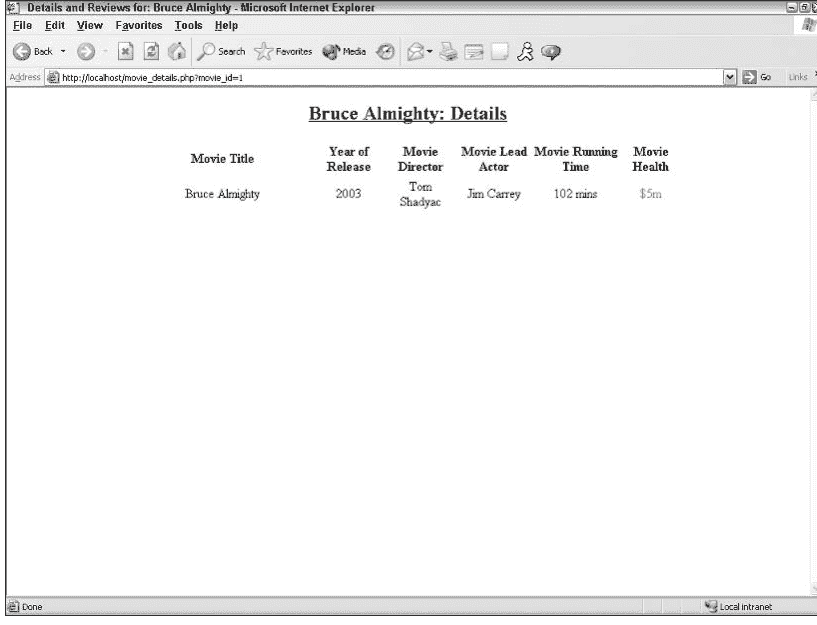 Details and Reviews for: Bruce Almighty - Microsoft Internet Explorer
File Edit View Favorites Tools Help
Back Search Favorites Media
Address http://localhost/movie_details.php?movie_id=1 Go Links
Bruce Almighty: Details
Movie Title Year of Release Movie Director Movie Lead Actor Movie Running Time Movie Health
Bruce Almighty 2003 Tom Shadyac Jim Carrey 102 mins $5m
Done Local intranet